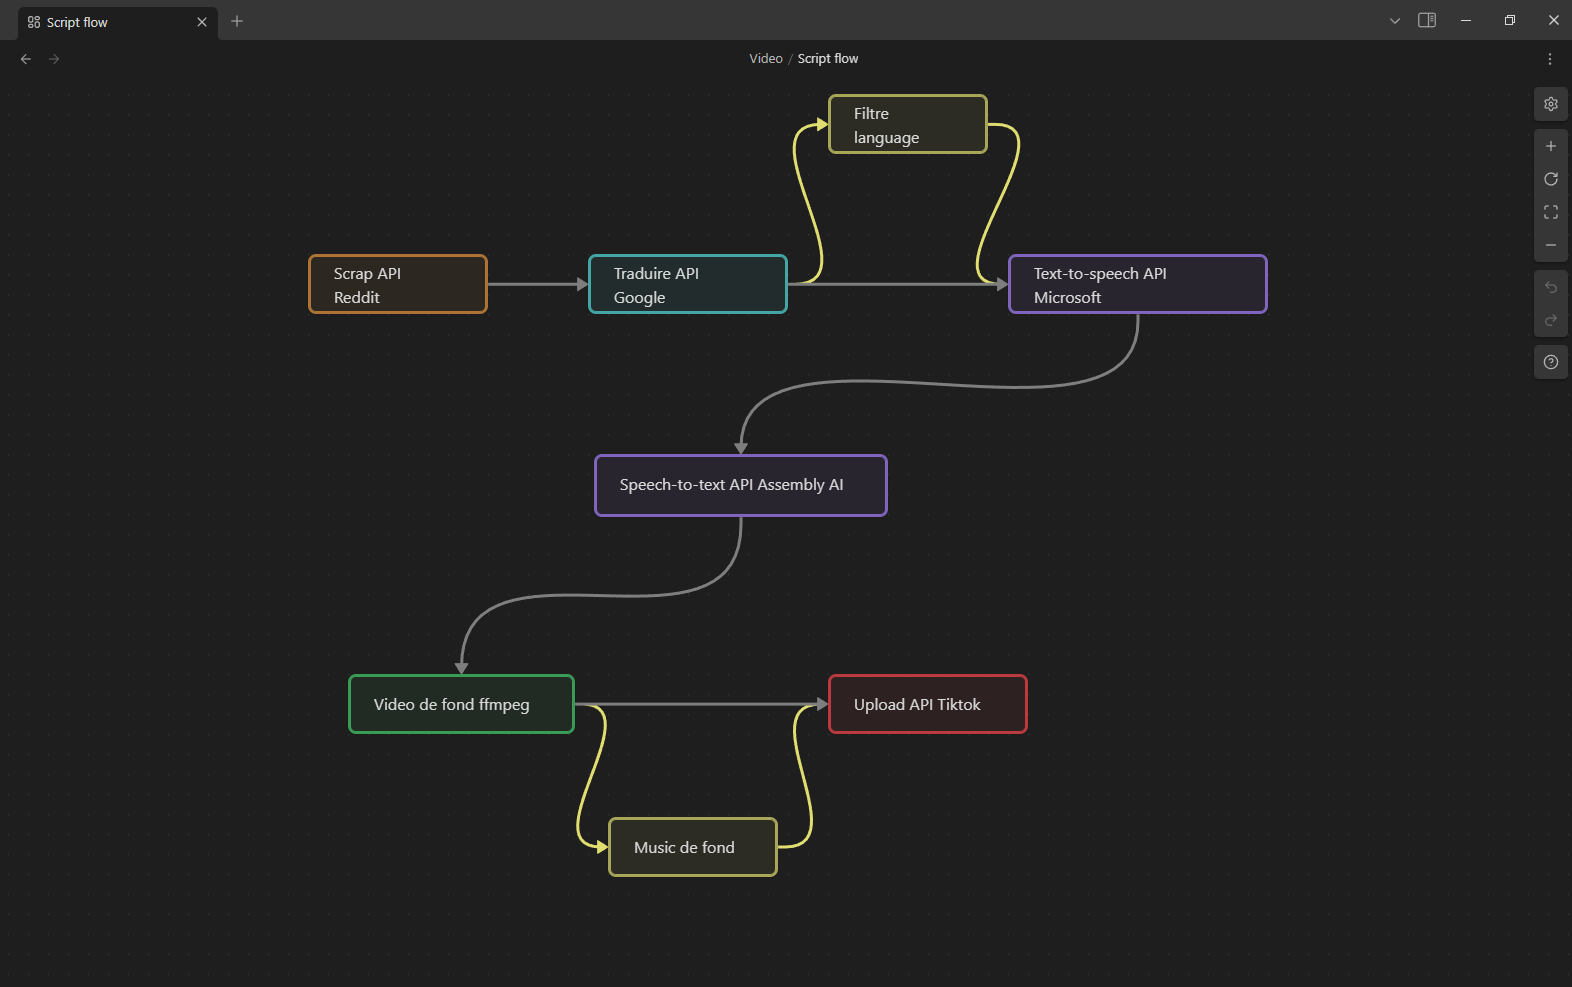 Script flow
Video / Script flow
Filtre
language
Scrap API
Reddit
Traduire API
Google
Text-to-speech API
Microsoft
Speech-to-text API Assembly AI
Video de fond ffmpeg
Upload API Tiktok
Music de fond